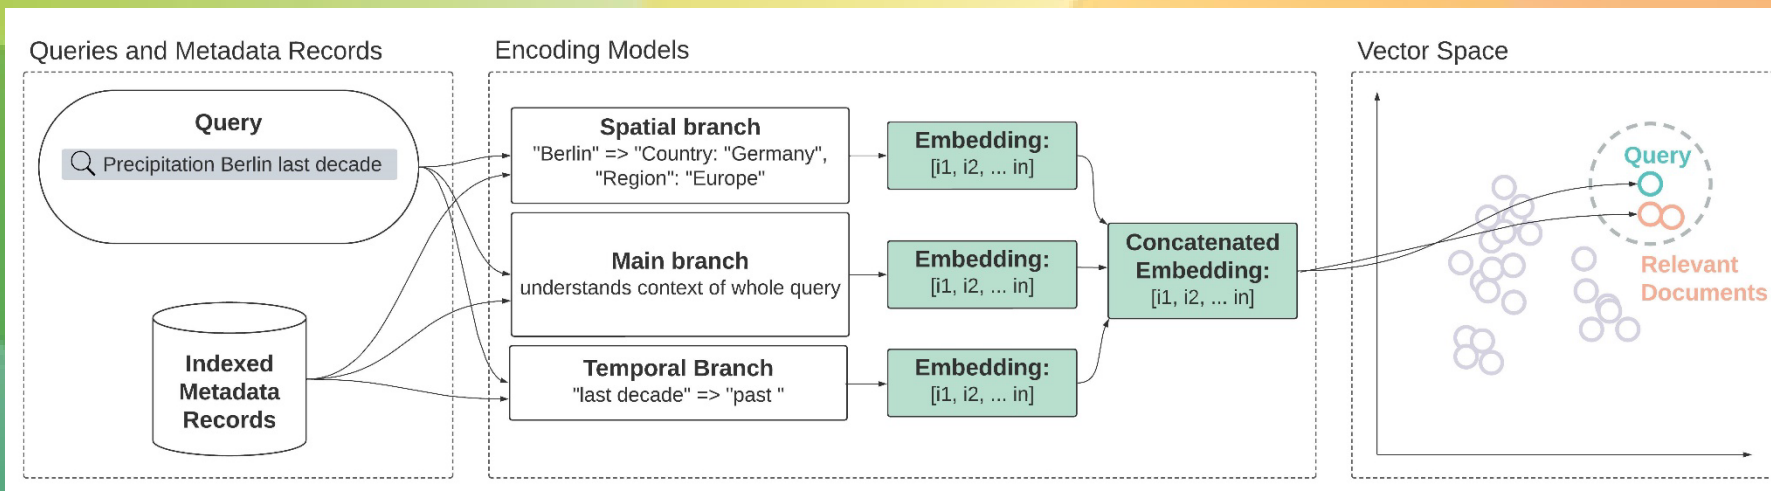 Queries and Metadata Records
Query
Precipitation Berlin last decade
Indexed
Metadata
Records
Encoding Models
Spatial branch
"Berlin" => "Country: "Germany",
"Region": "Europe"
Main branch
understands context of whole query
Temporal Branch
"last decade" => "past "
Embedding:
[i1, i2, ... in]
Embedding:
[i1, i2, ... in]
Embedding:
[i1, i2, ... in]
Concatenated
Embedding:
[i1, i2, ... in]
Vector Space
Query
Relevant
Documents